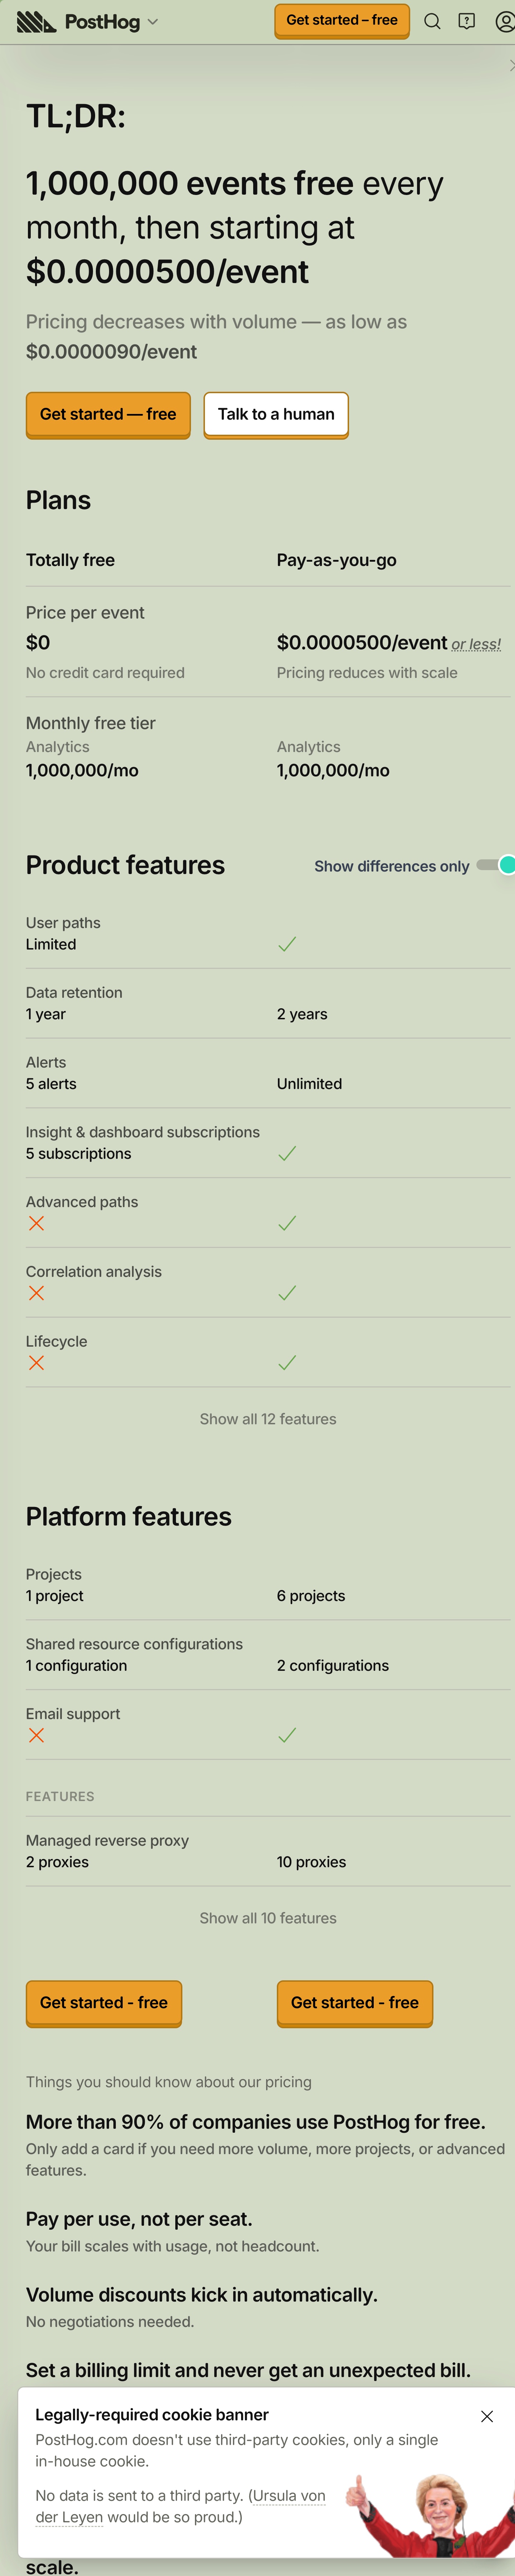 PostHog
Get started – free
TL;DR:
1,000,000 events free every
month, then starting at
$0.0000500/event
Pricing decreases with volume — as low as
$0.0000090/event
Get started — free
Talk to a human
Plans
Totally free
Pay-as-you-go
Price per event
$0
$0.0000500/event or less!
No credit card required
Pricing reduces with scale
Monthly free tier
Analytics
Analytics
1,000,000/mo
1,000,000/mo
Product features
Show differences only
User paths
Limited
Data retention
1 year
2 years
Alerts
5 alerts
Unlimited
Insight & dashboard subscriptions
5 subscriptions
Advanced paths
Correlation analysis
Lifecycle
Show all 12 features
Platform features
Projects
1 project
6 projects
Shared resource configurations
1 configuration
2 configurations
Email support
FEATURES
Managed reverse proxy
2 proxies
10 proxies
Show all 10 features
Get started - free
Get started - free
Things you should know about our pricing
More than 90% of companies use PostHog for free.
Only add a card if you need more volume, more projects, or advanced
features.
Pay per use, not per seat.
Your bill scales with usage, not headcount.
Volume discounts kick in automatically.
No negotiations needed.
Set a billing limit and never get an unexpected bill.
Legally-required cookie banner
PostHog.com doesn't use third-party cookies, only a single
in-house cookie.
No data is sent to a third party. (Ursula von
der Leyen would be so proud.)
scale.